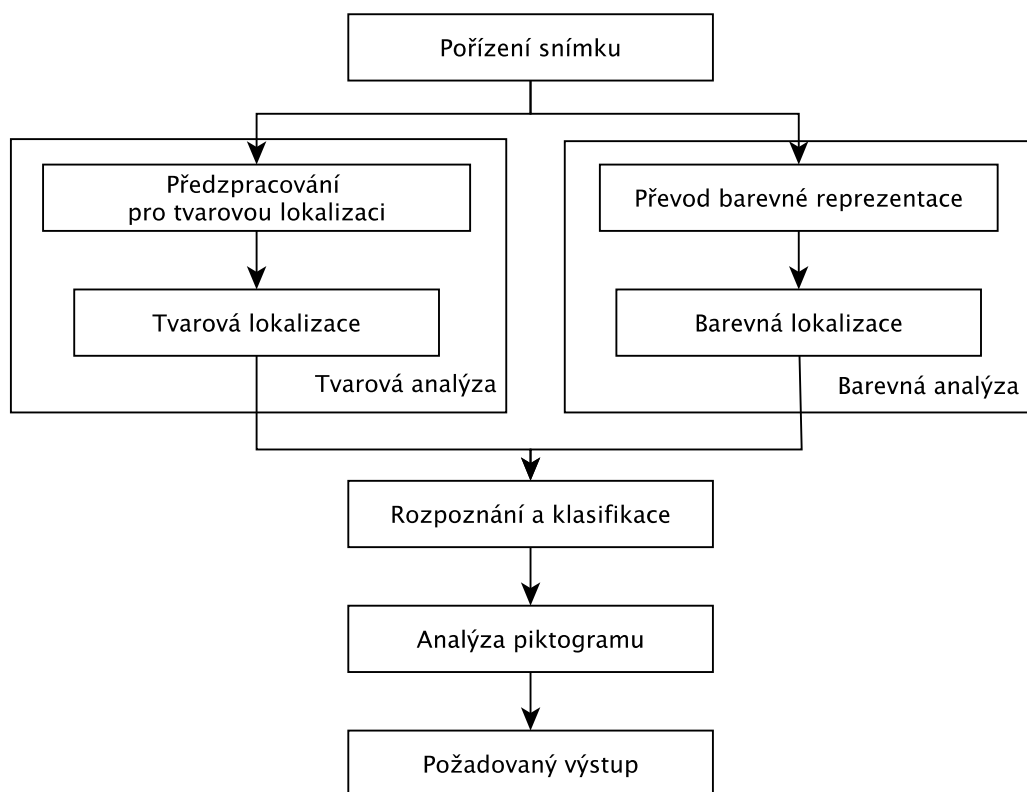 Pořízení snímku
Předzpracování
pro tvarovou lokalizaci
Tvarová lokalizace
Tvarová analýza
Převod barevné reprezentace
Barevná lokalizace
Barevná analýza
Rozpoznání a klasifikace
Analýza piktogramu
Požadovaný výstup